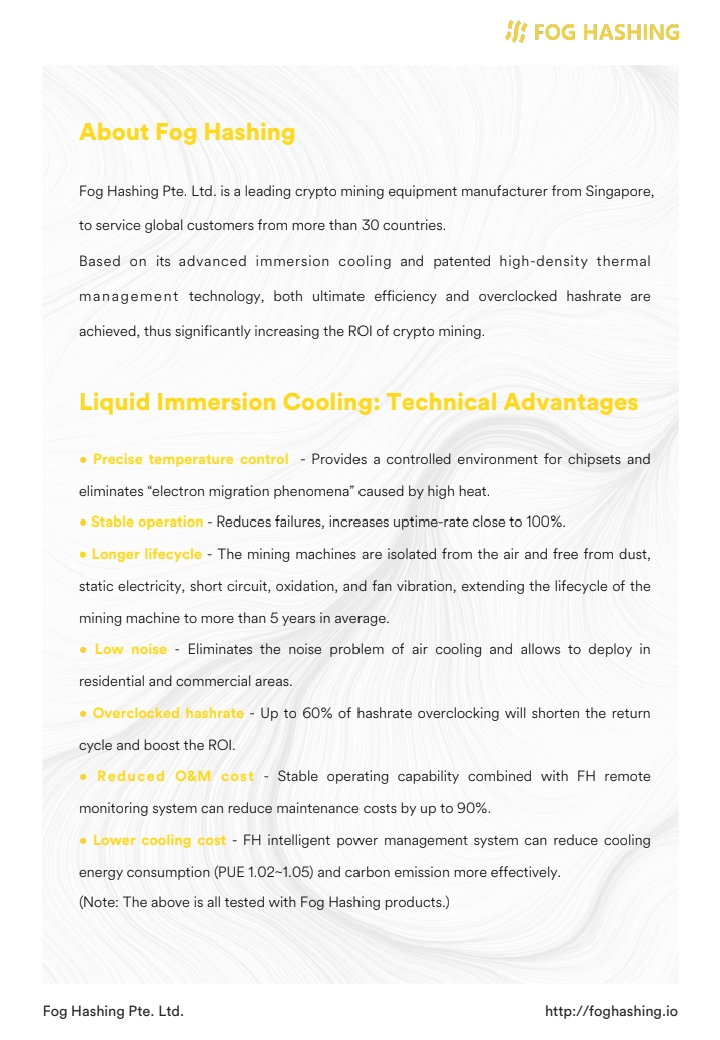 FOG HASHING
About Fog Hashing
Fog Hashing Pte. Ltd. is a leading crypto mining equipment manufacturer from Singapore,
to service global customers from more than 30 countries.
Based on its advanced immersion cooling and patented high-density thermal
management technology, both ultimate efficiency and overclocked hashrate are
achieved, thus significantly increasing the ROI of crypto mining.
Liquid Immersion Cooling: Technical Advantages
● Precise temperature control - Provides a controlled environment for chipsets and
eliminates “electron migration phenomena” caused by high heat.
● Stable operation - Reduces failures, increases uptime-rate close to 100%.
● Longer lifecycle - The mining machines are isolated from the air and free from dust,
static electricity, short circuit, oxidation, and fan vibration, extending the lifecycle of the
mining machine to more than 5 years in average.
● Low noise - Eliminates the noise problem of air cooling and allows to deploy in
residential and commercial areas.
● Overclocked hashrate - Up to 60% of hashrate overclocking will shorten the return
cycle and boost the ROI.
● Reduced O&M cost - Stable operating capability combined with FH remote
monitoring system can reduce maintenance costs by up to 90%.
● Lower cooling cost - FH intelligent power management system can reduce cooling
energy consumption (PUE 1.02~1.05) and carbon emission more effectively.
(Note: The above is all tested with Fog Hashing products.)
Fog Hashing Pte. Ltd.
http://foghashing.io